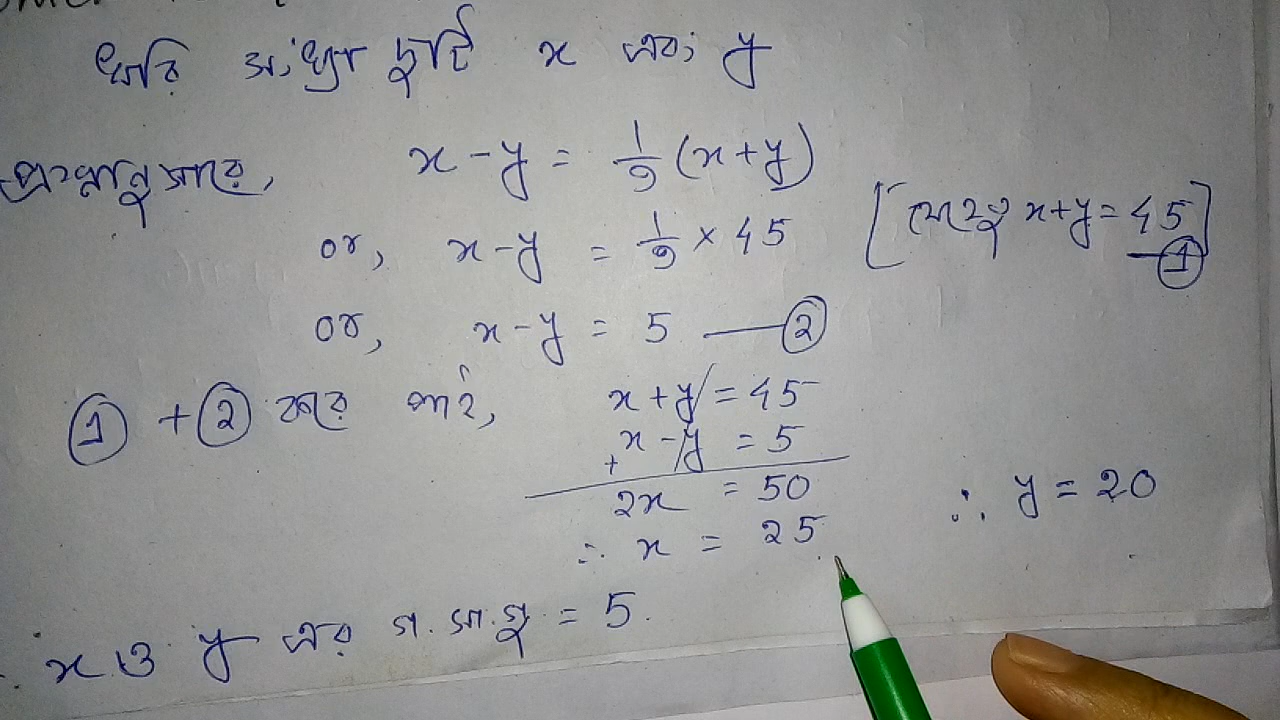 ধরি সংখ্যা দুটি x এবং y
প্রশ্নানুসারে, x - y = 1/9 (x + y)
or, x - y = 1/9 × 45 [যেহেতু x + y = 45] — ①
or, x - y = 5 — ②
① + ② করে পাই, x + y = 45
+ x - y = 5
2x = 50
∴ x = 25 ∴ y = 20
∴ x ও y এর গ. সা. গু = 5.